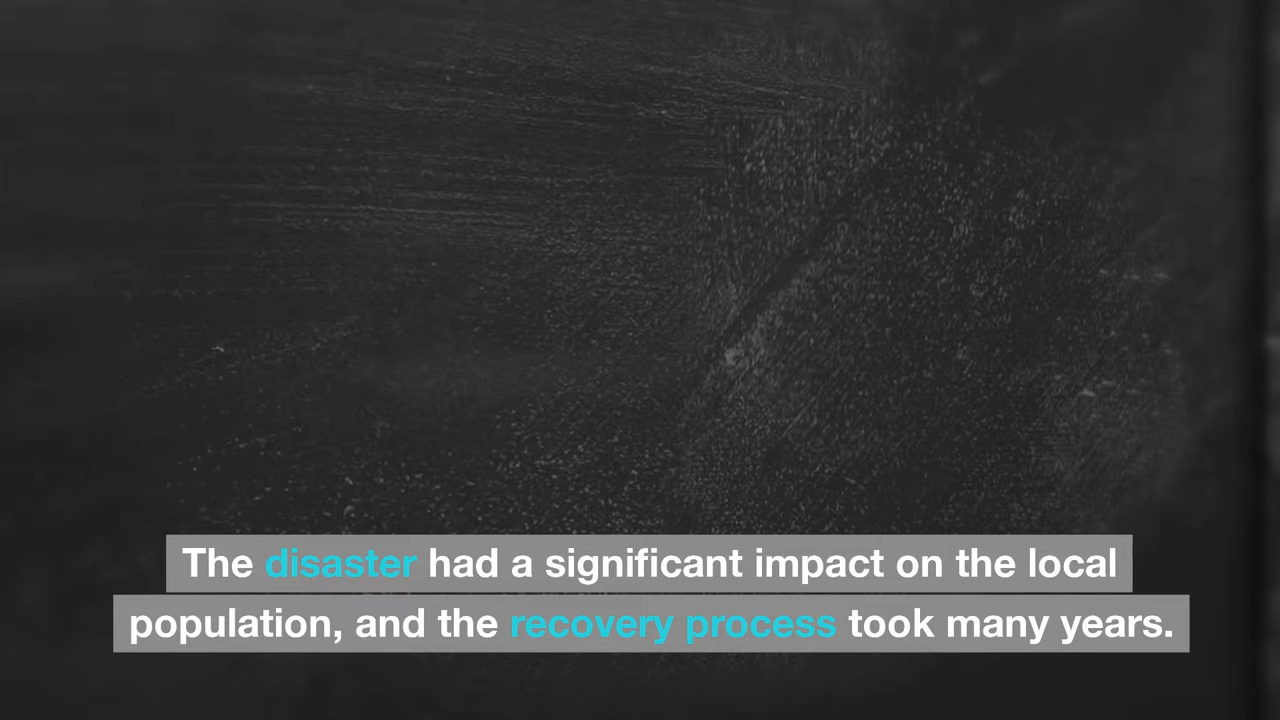 The disaster had a significant impact on the local
population, and the recovery process took many years.